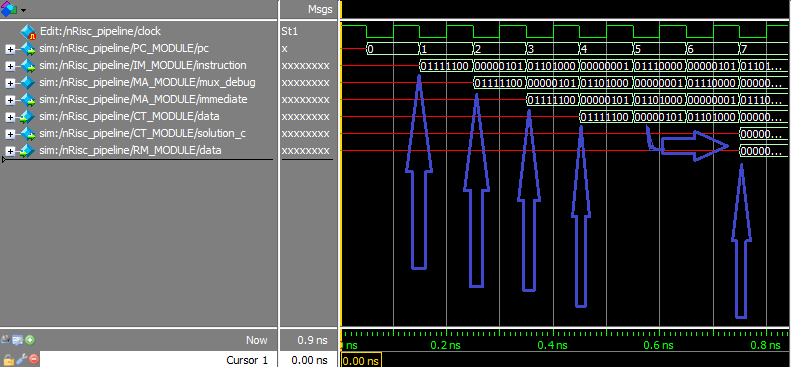 Msgs
Edit:/nRisc_pipeline/clock St1
sim:/nRisc_pipeline/PC_MODULE/pc x 0 1 2 3 4 5 6 7
sim:/nRisc_pipeline/IM_MODULE/instruction xxxxxxxx 01111100 00000101 01101000 00000001 01110000 00000101 01101...
sim:/nRisc_pipeline/MA_MODULE/mux_debug xxxxxxxx 01111100 00000101 01101000 00000001 01110000 00000...
sim:/nRisc_pipeline/MA_MODULE/immediate xxxxxxxx 01111100 00000101 01101000 00000001 01110...
sim:/nRisc_pipeline/CT_MODULE/data xxxxxxxx 01111100 00000101 01101000 00000...
sim:/nRisc_pipeline/CT_MODULE/solution_c xxxxxxxx 00000...
sim:/nRisc_pipeline/RM_MODULE/data xxxxxxxx 00000...
Now 0.9 ns 0.2 ns 0.4 ns 0.6 ns 0.8 ns
Cursor 1 0.00 ns 0.00 ns